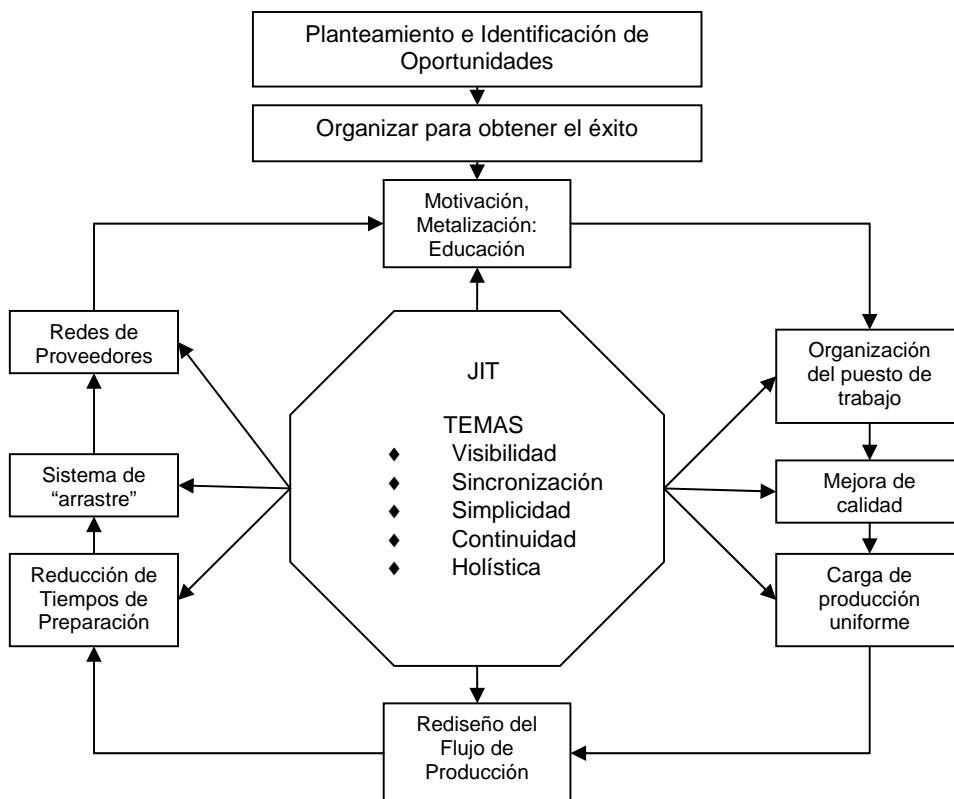 Planteamiento e Identificación de
Oportunidades
Organizar para obtener el éxito
Motivación,
Metalización:
Educación
Redes de
Proveedores
JIT
TEMAS
♦ Visibilidad
♦ Sincronización
♦ Simplicidad
♦ Continuidad
♦ Holística
Organización
del puesto de
trabajo
Sistema de
“arrastre”
Mejora de
calidad
Reducción de
Tiempos de
Preparación
Carga de
producción
uniforme
Rediseño del
Flujo de
Producción